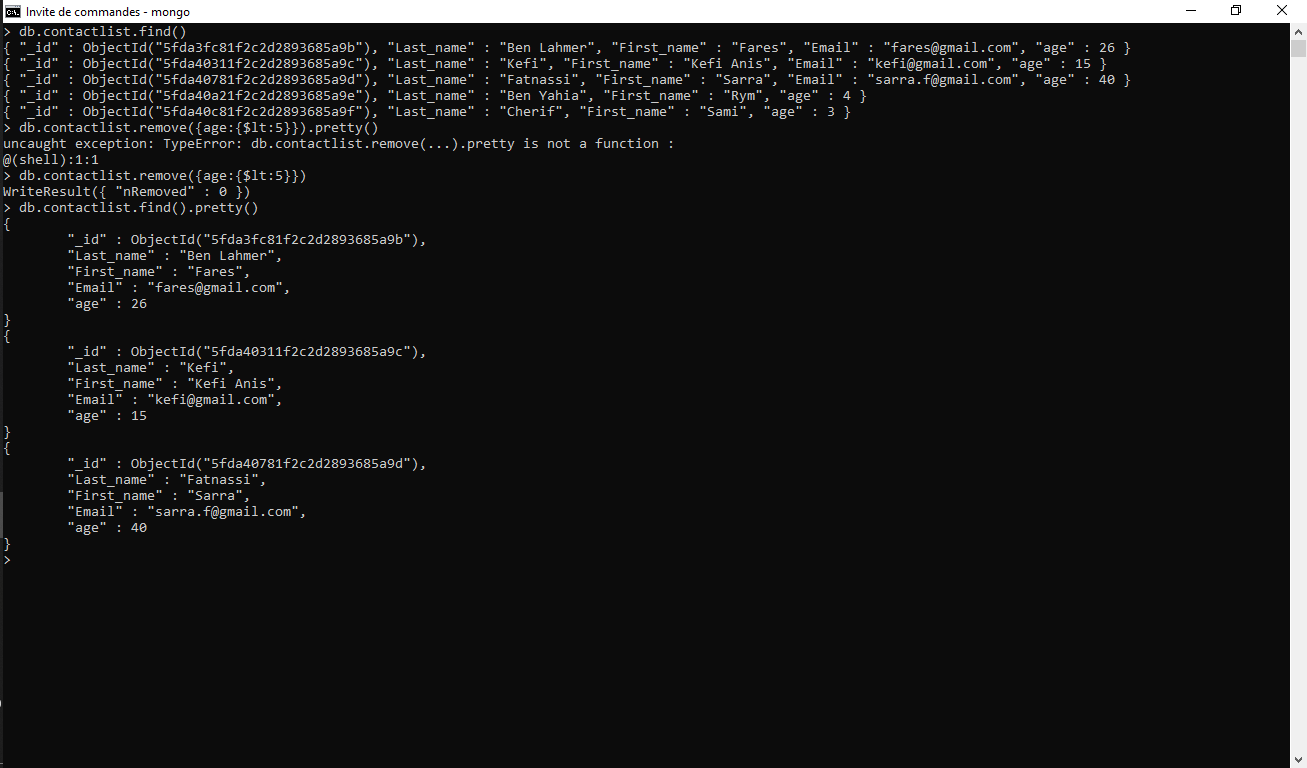 Invite de commandes - mongo
> db.contactlist.find()
{ "_id" : ObjectId("5fda3fc81f2c2d2893685a9b"), "Last_name" : "Ben Lahmer", "First_name" : "Fares", "Email" : "fares@gmail.com", "age" : 26 }
{ "_id" : ObjectId("5fda40311f2c2d2893685a9c"), "Last_name" : "Kefi", "First_name" : "Kefi Anis", "Email" : "kefi@gmail.com", "age" : 15 }
{ "_id" : ObjectId("5fda40781f2c2d2893685a9d"), "Last_name" : "Fatnassi", "First_name" : "Sarra", "Email" : "sarra.f@gmail.com", "age" : 40 }
{ "_id" : ObjectId("5fda40a21f2c2d2893685a9e"), "Last_name" : "Ben Yahia", "First_name" : "Rym", "age" : 4 }
{ "_id" : ObjectId("5fda40c81f2c2d2893685a9f"), "Last_name" : "Cherif", "First_name" : "Sami", "age" : 3 }
> db.contactlist.remove({age:{$lt:5}}).pretty()
uncaught exception: TypeError: db.contactlist.remove(...).pretty is not a function :
@(shell):1:1
> db.contactlist.remove({age:{$lt:5}})
WriteResult({ "nRemoved" : 0 })
> db.contactlist.find().pretty()
{
        "_id" : ObjectId("5fda3fc81f2c2d2893685a9b"),
        "Last_name" : "Ben Lahmer",
        "First_name" : "Fares",
        "Email" : "fares@gmail.com",
        "age" : 26
}
{
        "_id" : ObjectId("5fda40311f2c2d2893685a9c"),
        "Last_name" : "Kefi",
        "First_name" : "Kefi Anis",
        "Email" : "kefi@gmail.com",
        "age" : 15
}
{
        "_id" : ObjectId("5fda40781f2c2d2893685a9d"),
        "Last_name" : "Fatnassi",
        "First_name" : "Sarra",
        "Email" : "sarra.f@gmail.com",
        "age" : 40
}
>